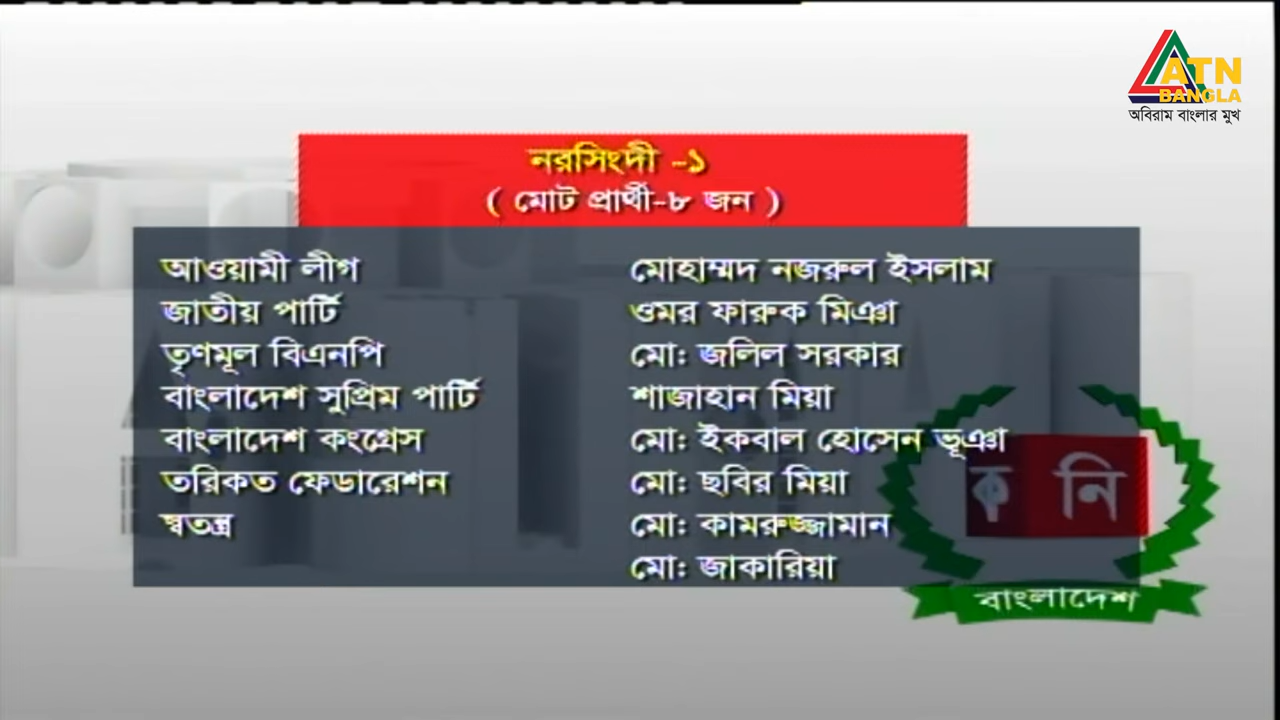 ATN
BANGLA
অবিরাম বাংলার মুখ
নরসিংদী -১
( মোট প্রার্থী-৮ জন )
আওয়ামী লীগ মোহাম্মদ নজরুল ইসলাম
জাতীয় পার্টি ওমর ফারুক মিঞা
তৃণমূল বিএনপি মো: জলিল সরকার
বাংলাদেশ সুপ্রিম পার্টি শাজাহান মিয়া
বাংলাদেশ কংগ্রেস মো: ইকবাল হোসেন ভূঞা
তরিকত ফেডারেশন মো: ছবির মিয়া
স্বতন্ত্র মো: কামরুজ্জামান
মো: জাকারিয়া
ক নি
বাংলাদেশ